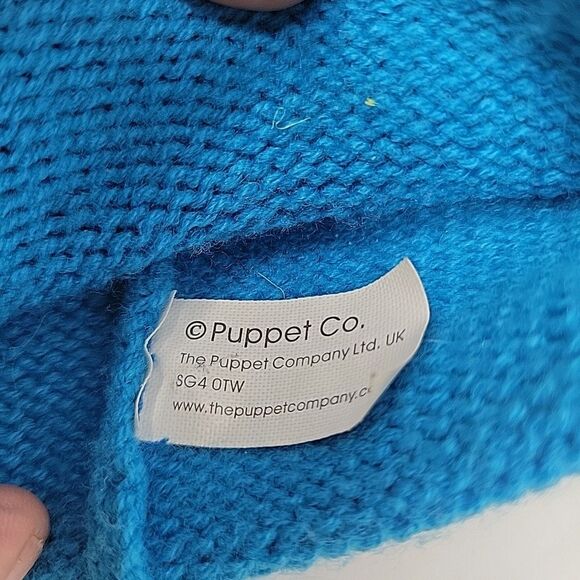 © Puppet Co.
The Puppet Company Ltd. UK
SG4 0TW
www.thepuppetcompany.c